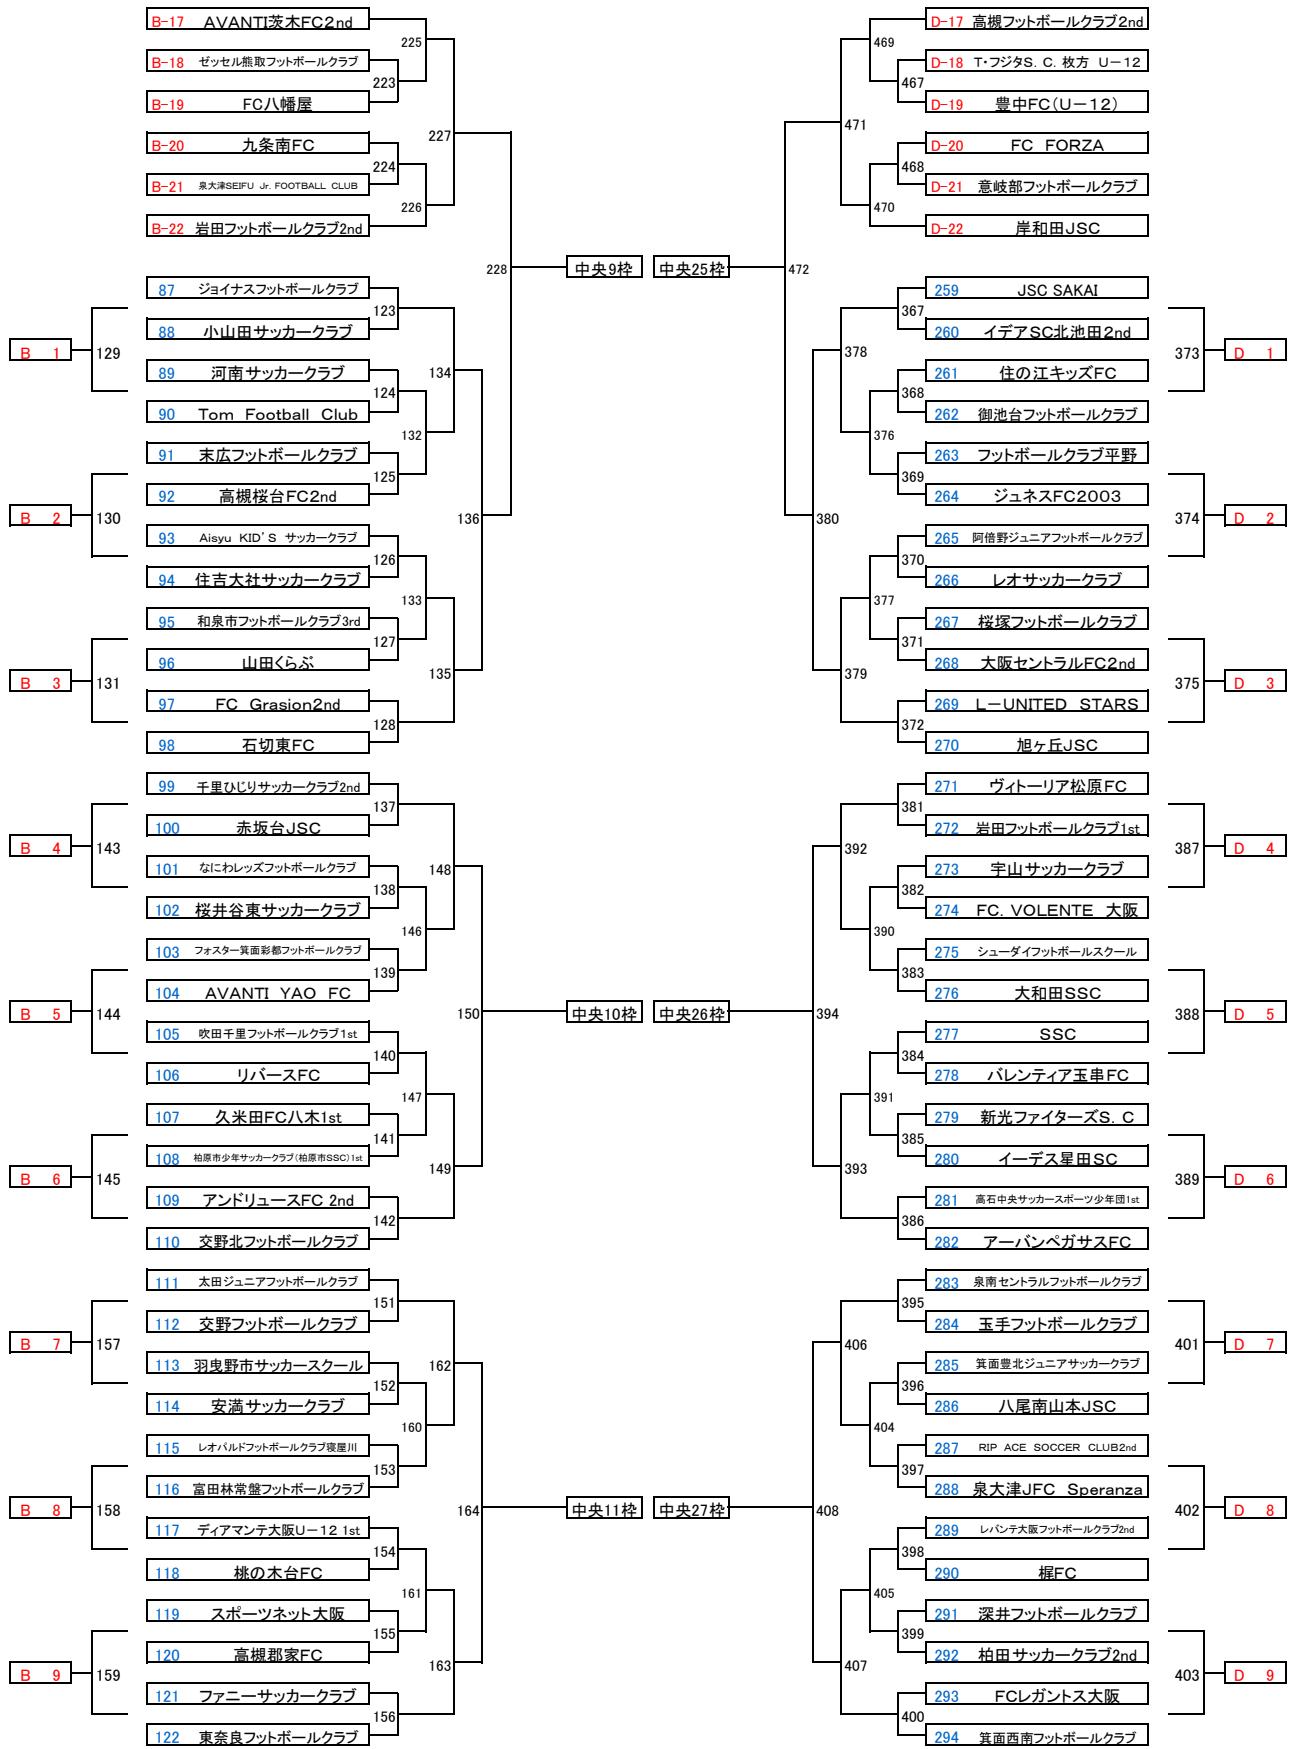 B-17 AVANTI茨木FC2nd
225
B-18 ゼッセル熊取フットボールクラブ
223
B-19 FC八幡屋
227
B-20 九条南FC
224
B-21 泉大津SEIFU Jr. FOOTBALL CLUB
226
B-22 岩田フットボールクラブ2nd
228
中央9枠
87 ジョイナスフットボールクラブ
123
88 小山田サッカークラブ
B 1
129
134
89 河南サッカークラブ
124
90 Tom Football Club
132
91 末広フットボールクラブ
125
92 高槻桜台FC2nd
B 2
130
136
93 Aisyu KID'S サッカークラブ
126
94 住吉大社サッカークラブ
133
95 和泉市フットボールクラブ3rd
127
96 山田くらぶ
B 3
131
135
97 FC Grasion2nd
128
98 石切東FC
99 千里ひじりサッカークラブ2nd
137
100 赤坂台JSC
B 4
143
148
101 なにわレッズフットボールクラブ
138
102 桜井谷東サッカークラブ
146
103 フォスター箕面彩都フットボールクラブ
139
104 AVANTI YAO FC
B 5
144
150
中央10枠
105 吹田千里フットボールクラブ1st
140
106 リバースFC
147
107 久米田FC八木1st
141
108 柏原市少年サッカークラブ(柏原市SSC)1st
B 6
145
149
109 アンドリュースFC 2nd
142
110 交野北フットボールクラブ
111 太田ジュニアフットボールクラブ
151
112 交野フットボールクラブ
B 7
157
162
113 羽曳野市サッカースクール
152
114 安満サッカークラブ
160
115 レオパルドフットボールクラブ寝屋川
153
116 富田林常盤フットボールクラブ
B 8
158
164
中央11枠
117 ディアマンテ大阪U-12 1st
154
118 桃の木台FC
161
119 スポーツネット大阪
155
120 高槻郡家FC
B 9
159
163
121 ファニーサッカークラブ
156
122 東奈良フットボールクラブ
D-17 高槻フットボールクラブ2nd
469
D-18 T・フジタS.C.枚方 U-12
467
D-19 豊中FC(U-12)
471
D-20 FC FORZA
468
D-21 意岐部フットボールクラブ
470
D-22 岸和田JSC
中央25枠
472
259 JSC SAKAI
367
260 イデアSC北池田2nd
378
373
D 1
261 住の江キッズFC
368
262 御池台フットボールクラブ
376
263 フットボールクラブ平野
369
264 ジュネスFC2003
380
374
D 2
265 阿倍野ジュニアフットボールクラブ
370
266 レオサッカークラブ
377
267 桜塚フットボールクラブ
371
268 大阪セントラルFC2nd
379
375
D 3
269 L-UNITED STARS
372
270 旭ヶ丘JSC
271 ヴィトーリア松原FC
381
272 岩田フットボールクラブ1st
392
387
D 4
273 宇山サッカークラブ
382
274 FC. VOLENTE 大阪
390
275 シューダイフットボールスクール
383
276 大和田SSC
中央26枠
394
388
D 5
277 SSC
384
278 バレンティア玉串FC
391
279 新光ファイターズS.C
385
280 イーデス星田SC
393
389
D 6
281 高石中央サッカースポーツ少年団1st
386
282 アーバンペガサスFC
283 泉南セントラルフットボールクラブ
395
284 玉手フットボールクラブ
406
401
D 7
285 箕面豊北ジュニアサッカークラブ
396
286 八尾南山本JSC
404
287 RIP ACE SOCCER CLUB2nd
397
288 泉大津JFC Speranza
中央27枠
408
402
D 8
289 レバンテ大阪フットボールクラブ2nd
398
290 梶FC
405
291 深井フットボールクラブ
399
292 柏田サッカークラブ2nd
407
403
D 9
293 FCレガントス大阪
400
294 箕面西南フットボールクラブ